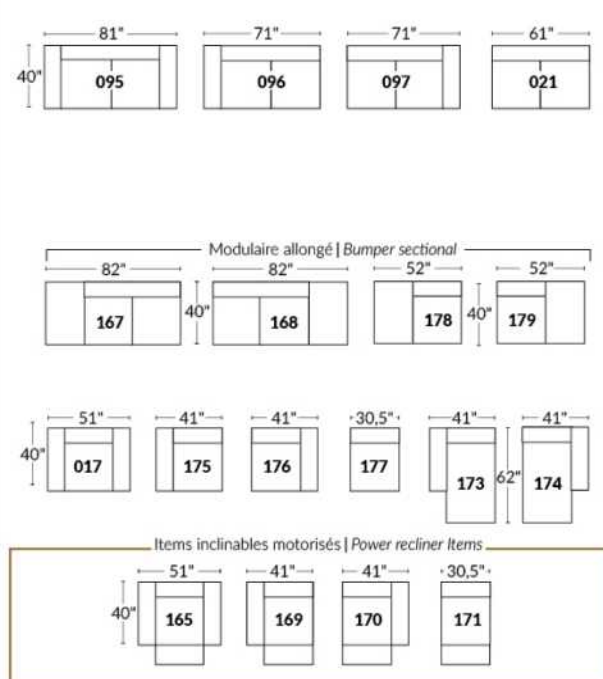 81" 71" 71" 61"
40" 095 096 097 021
Modulaire allongé | Bumper sectional
82" 82" 52" 52"
167 40" 168 178 40" 179
51" 41" 41" 30,5" 41" 41"
40" 017 175 176 177 173 62" 174
Items inclinables motorisés | Power recliner Items
51" 41" 41" 30,5"
40" 165 169 170 171